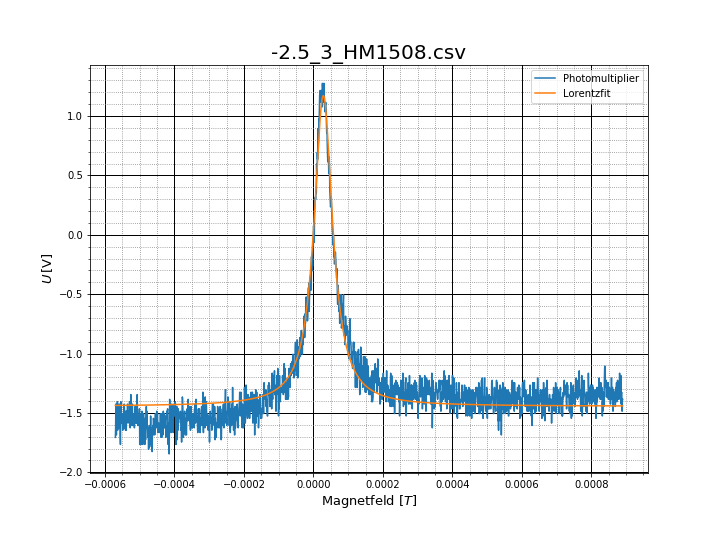 -2.5_3_HM1508.csv
Photomultiplier
Lorentzfit
1.0
0.5
0.0
−0.5
−1.0
−1.5
−2.0
U [V]
−0.0006 −0.0004 −0.0002 0.0000 0.0002 0.0004 0.0006 0.0008
Magnetfeld [T]